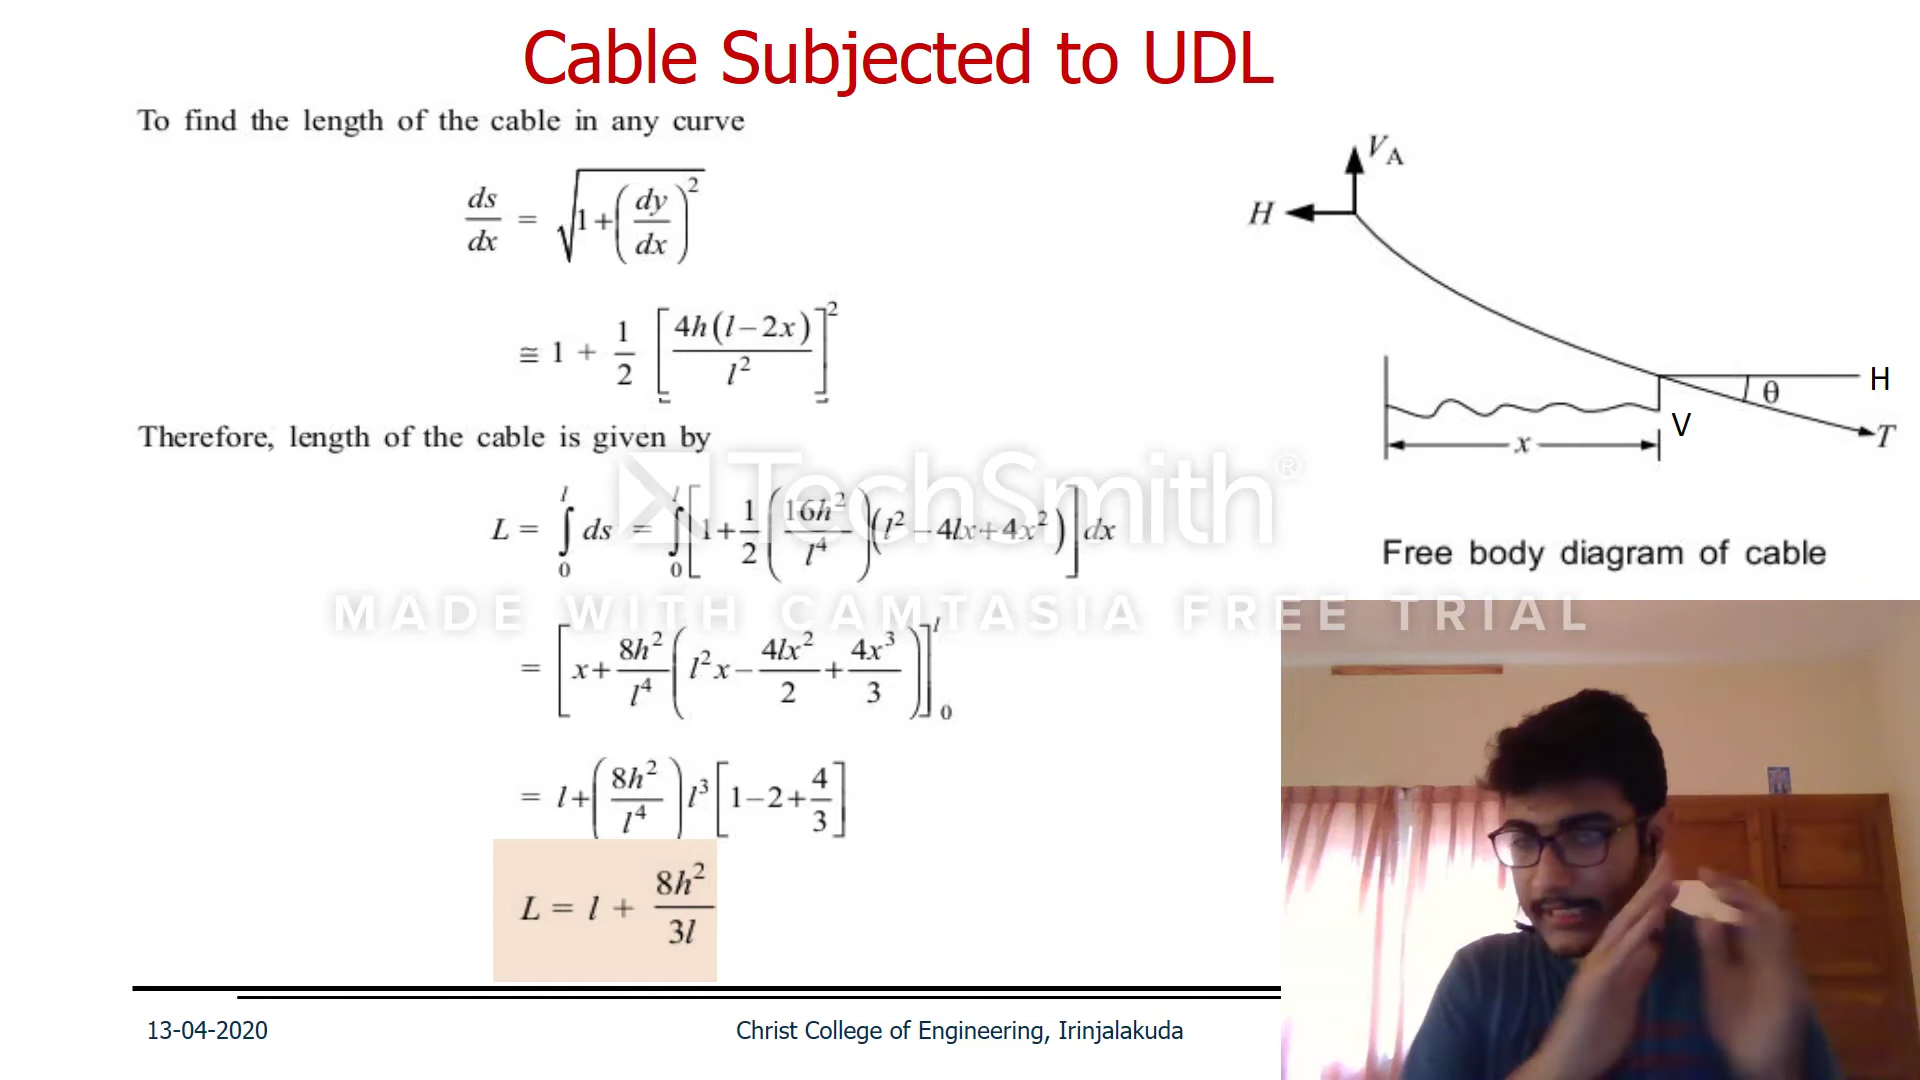 Cable Subjected to UDL
To find the length of the cable in any curve
ds/dx = √(1+(dy/dx)²)
≅ 1 + 1/2 [4h(l−2x)/l²]²
Therefore, length of the cable is given by
L = ∫₀ˡ ds = ∫₀ˡ [1+1/2(16h²/l⁴)(l²−4lx+4x²)]dx
= [x+8h²/l⁴(l²x−4lx²/2+4x³/3)]₀ˡ
= l+(8h²/l⁴)l³[1−2+4/3]
L = l + 8h²/3l
V_A
H
H
θ
V
T
x
Free body diagram of cable
TechSmith®
MADE WITH CAMTASIA FREE TRIAL
13-04-2020
Christ College of Engineering, Irinjalakuda